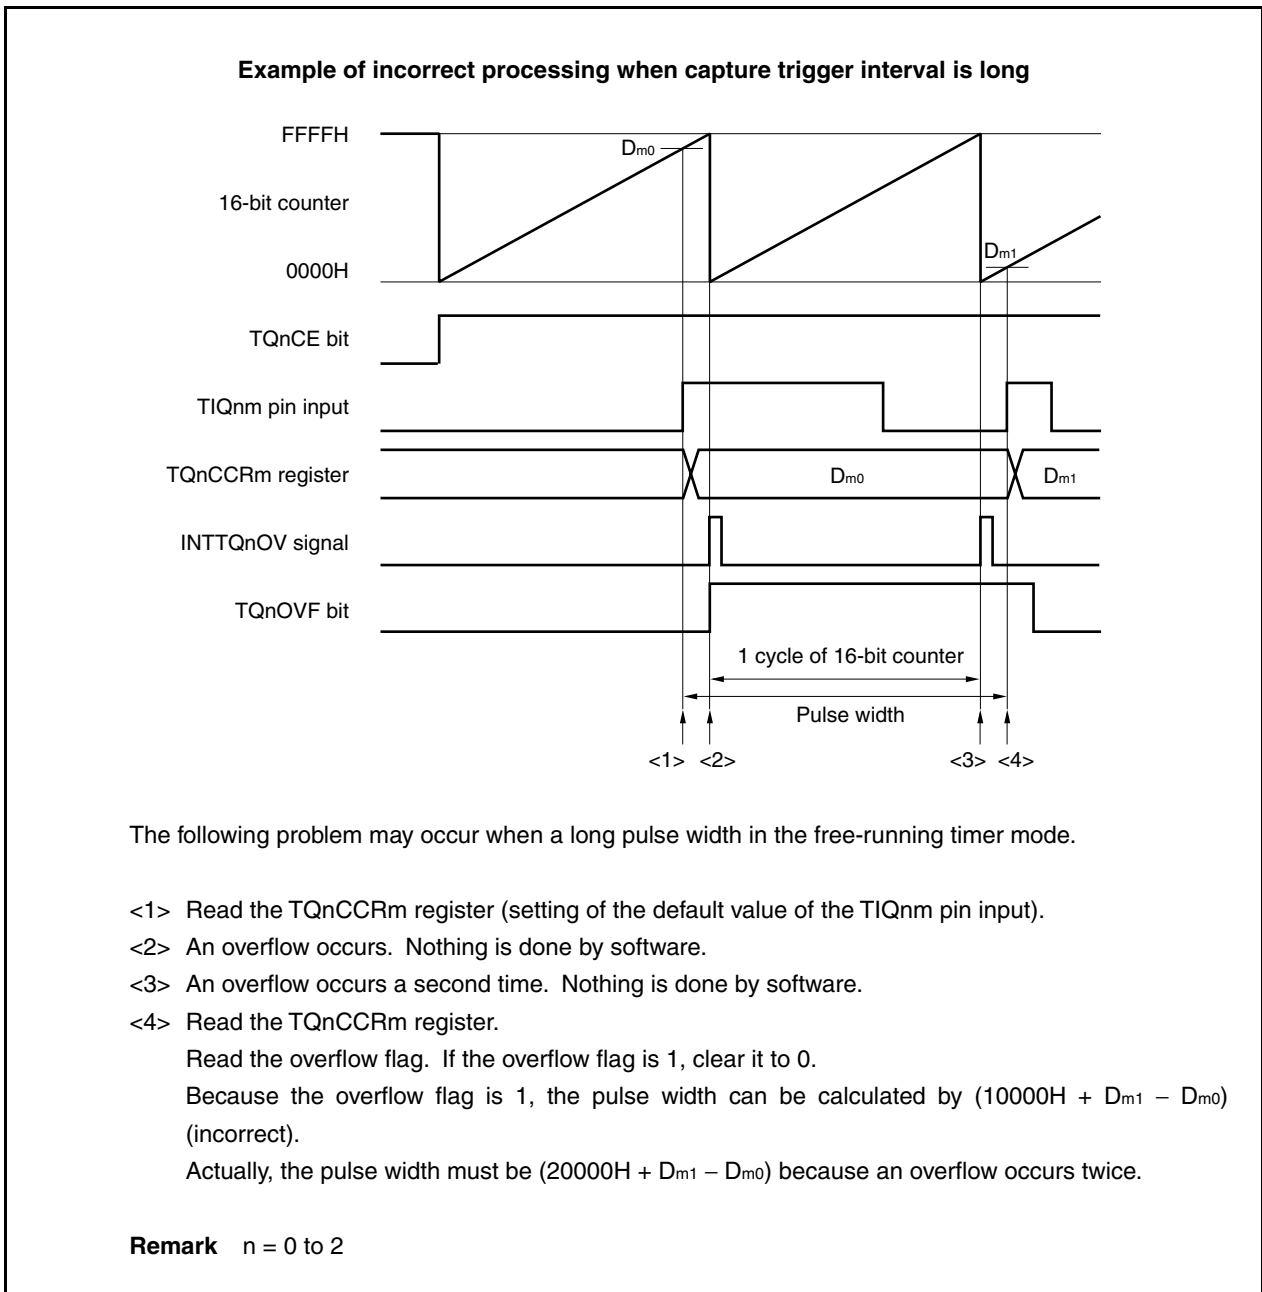 Example of incorrect processing when capture trigger interval is long
FFFFH
Dm0
16-bit counter
Dm1
0000H
TQnCE bit
TIQnm pin input
TQnCCRm register
Dm0
Dm1
INTTQnOV signal
TQnOVF bit
1 cycle of 16-bit counter
Pulse width
<1> <2> <3> <4>
The following problem may occur when a long pulse width in the free-running timer mode.
<1> Read the TQnCCRm register (setting of the default value of the TIQnm pin input).
<2> An overflow occurs. Nothing is done by software.
<3> An overflow occurs a second time. Nothing is done by software.
<4> Read the TQnCCRm register.
Read the overflow flag. If the overflow flag is 1, clear it to 0.
Because the overflow flag is 1, the pulse width can be calculated by (10000H + Dm1 − Dm0)
(incorrect).
Actually, the pulse width must be (20000H + Dm1 − Dm0) because an overflow occurs twice.
Remark n = 0 to 2